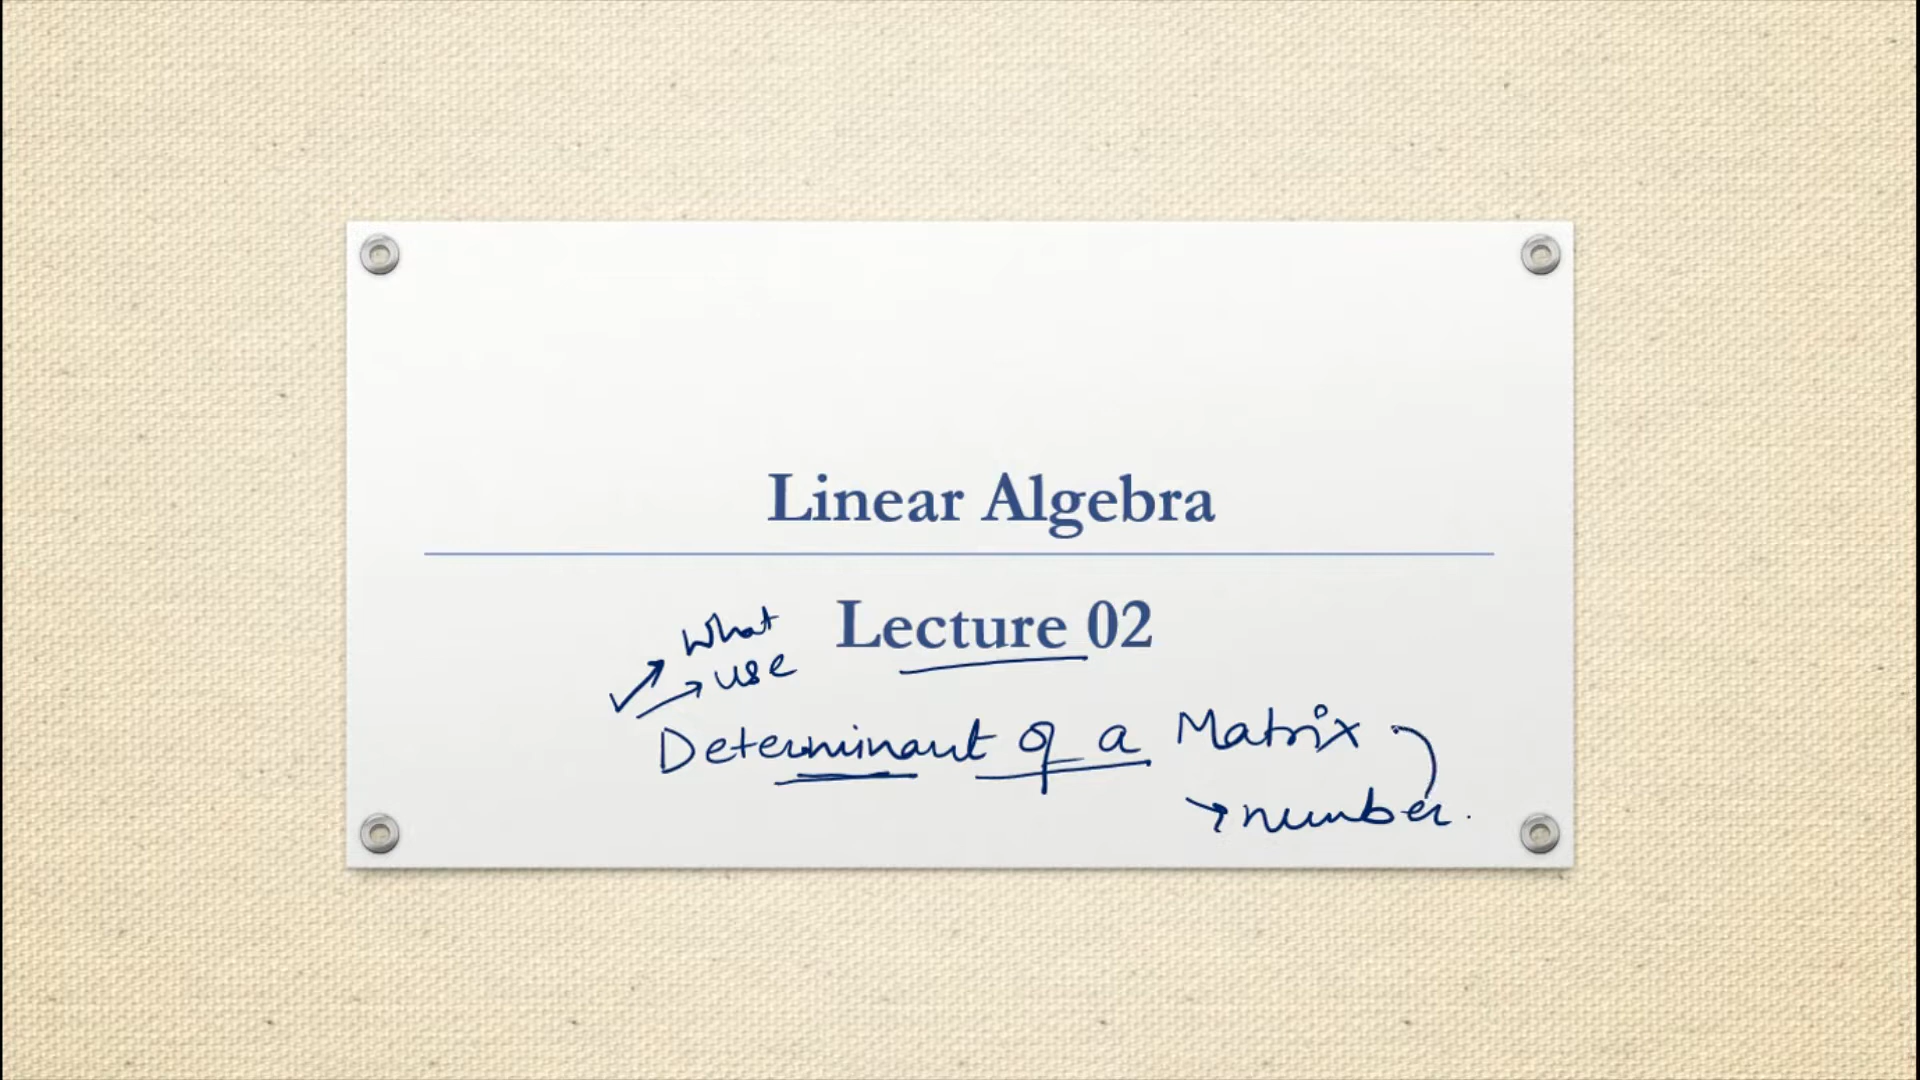 Linear Algebra
Lecture 02
What
use
Determinant of a Matrix
number.